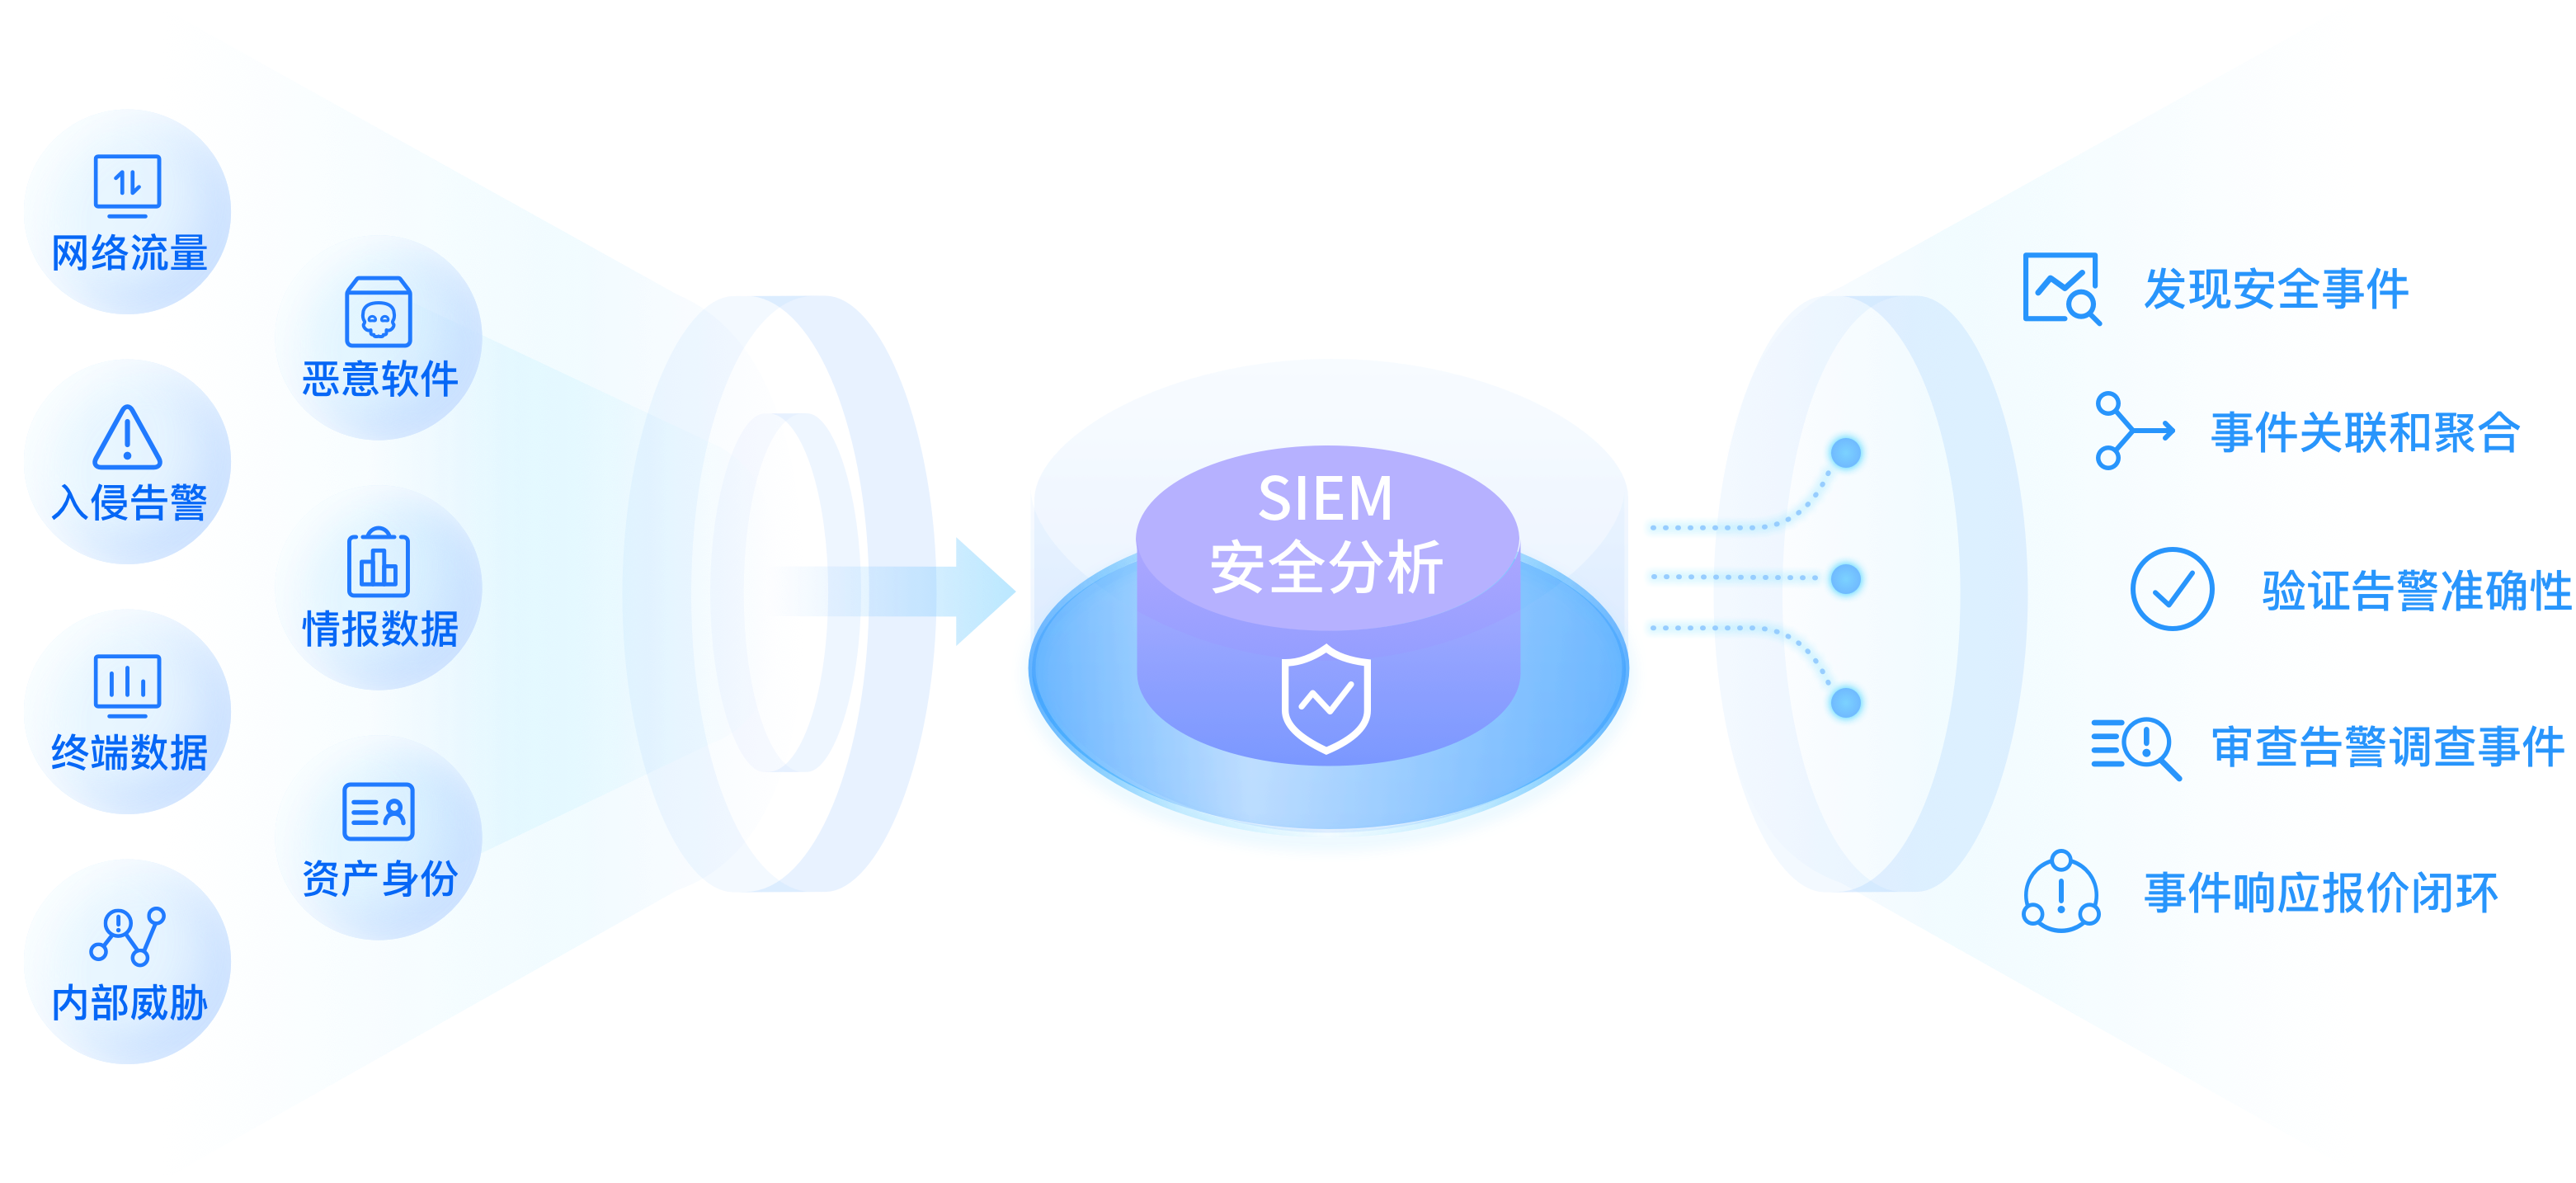 网络流量
入侵告警
终端数据
内部威胁
恶意软件
情报数据
资产身份
SIEM
安全分析
发现安全事件
事件关联和聚合
验证告警准确性
审查告警调查事件
事件响应报价闭环